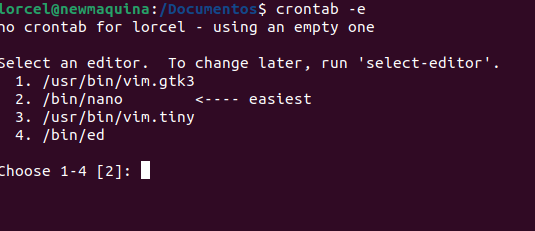 lorcel@newmaquina:/Documentos$ crontab -e
no crontab for lorcel - using an empty one
Select an editor.  To change later, run 'select-editor'.
  1. /usr/bin/vim.gtk3
  2. /bin/nano        <---- easiest
  3. /usr/bin/vim.tiny
  4. /bin/ed
Choose 1-4 [2]: